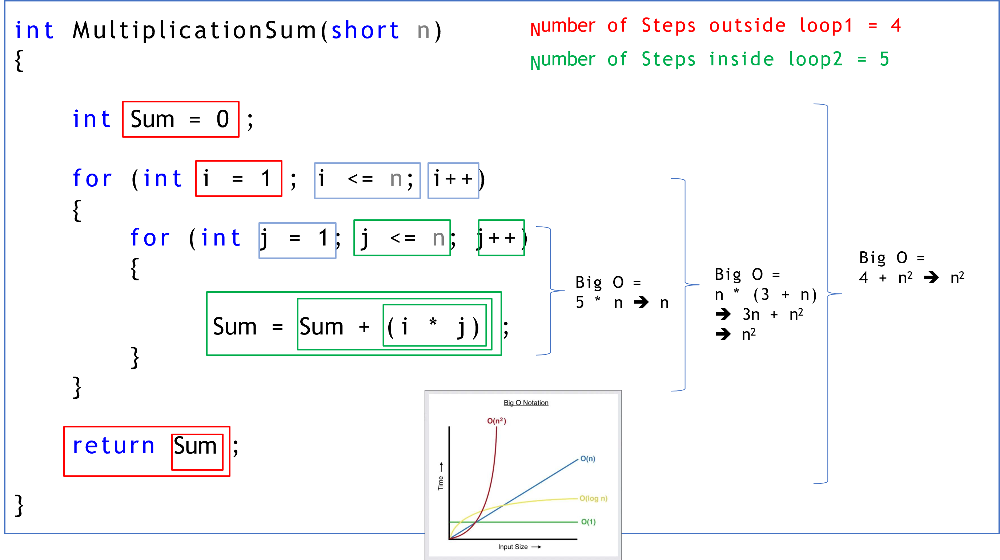 int MultiplicationSum(short n)
Number of Steps outside loop1 = 4
{
Number of Steps inside loop2 = 5
int Sum = 0 ;
for (int i = 1 ; i <= n; i++)
{
for (int j = 1; j <= n; j++)
{
Sum = Sum + (i * j) ;
}
}
return Sum ;
}
Big O =
5 * n ➔ n
Big O =
n * (3 + n)
➔ 3n + n²
➔ n²
Big O =
4 + n² ➔ n²
Big O Notation
O(n²)
O(n)
O(log n)
O(1)
Time →
Input Size →